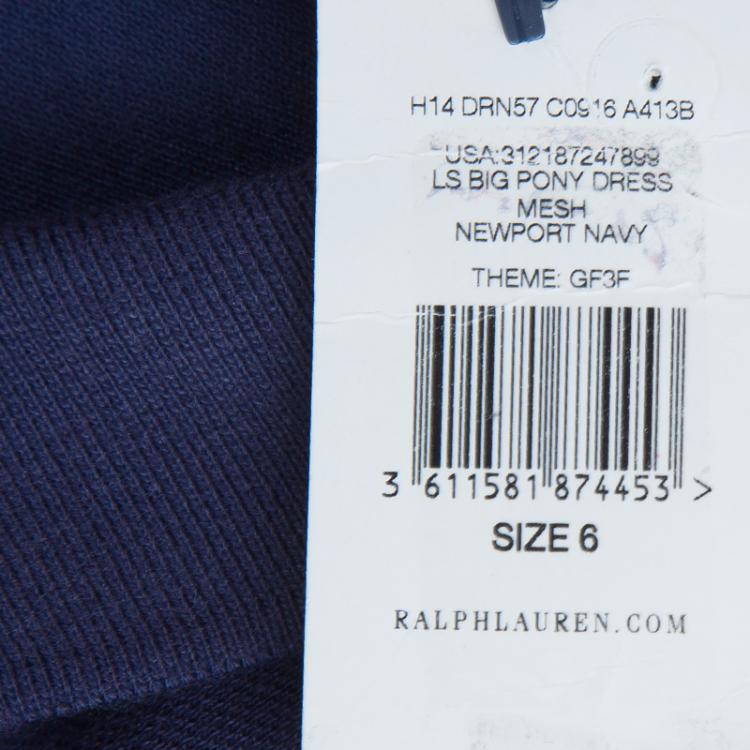 H14 DRN57 C0916 A413B
USA:312187247899
LS BIG PONY DRESS
MESH
NEWPORT NAVY
THEME: GF3F
3 611581 874453 >
SIZE 6
RALPHLAUREN.COM